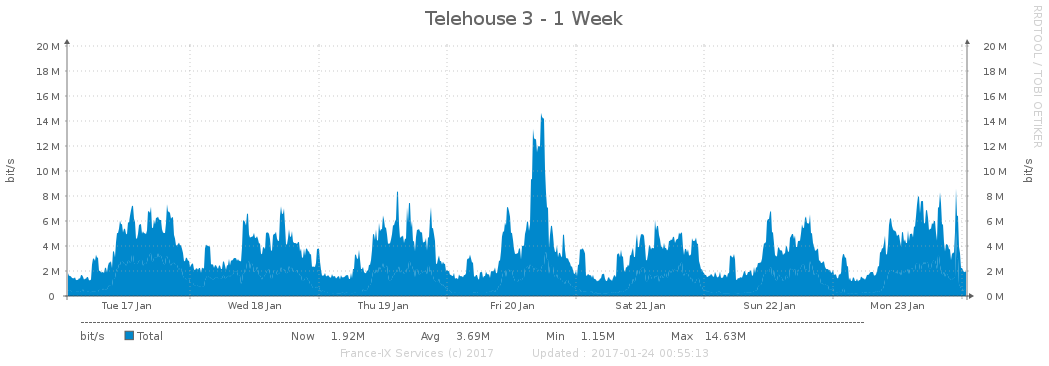 Telehouse 3 - 1 Week
RRDTOOL / TOBI OETIKER
bit/s
bit/s
20 M 20 M
18 M 18 M
16 M 16 M
14 M 14 M
12 M 12 M
10 M 10 M
8 M 8 M
6 M 6 M
4 M 4 M
2 M 2 M
0 0 M
Tue 17 Jan Wed 18 Jan Thu 19 Jan Fri 20 Jan Sat 21 Jan Sun 22 Jan Mon 23 Jan
bit/s Total Now 1.92M Avg 3.69M Min 1.15M Max 14.63M
France-IX Services (c) 2017 Updated : 2017-01-24 00:55:13